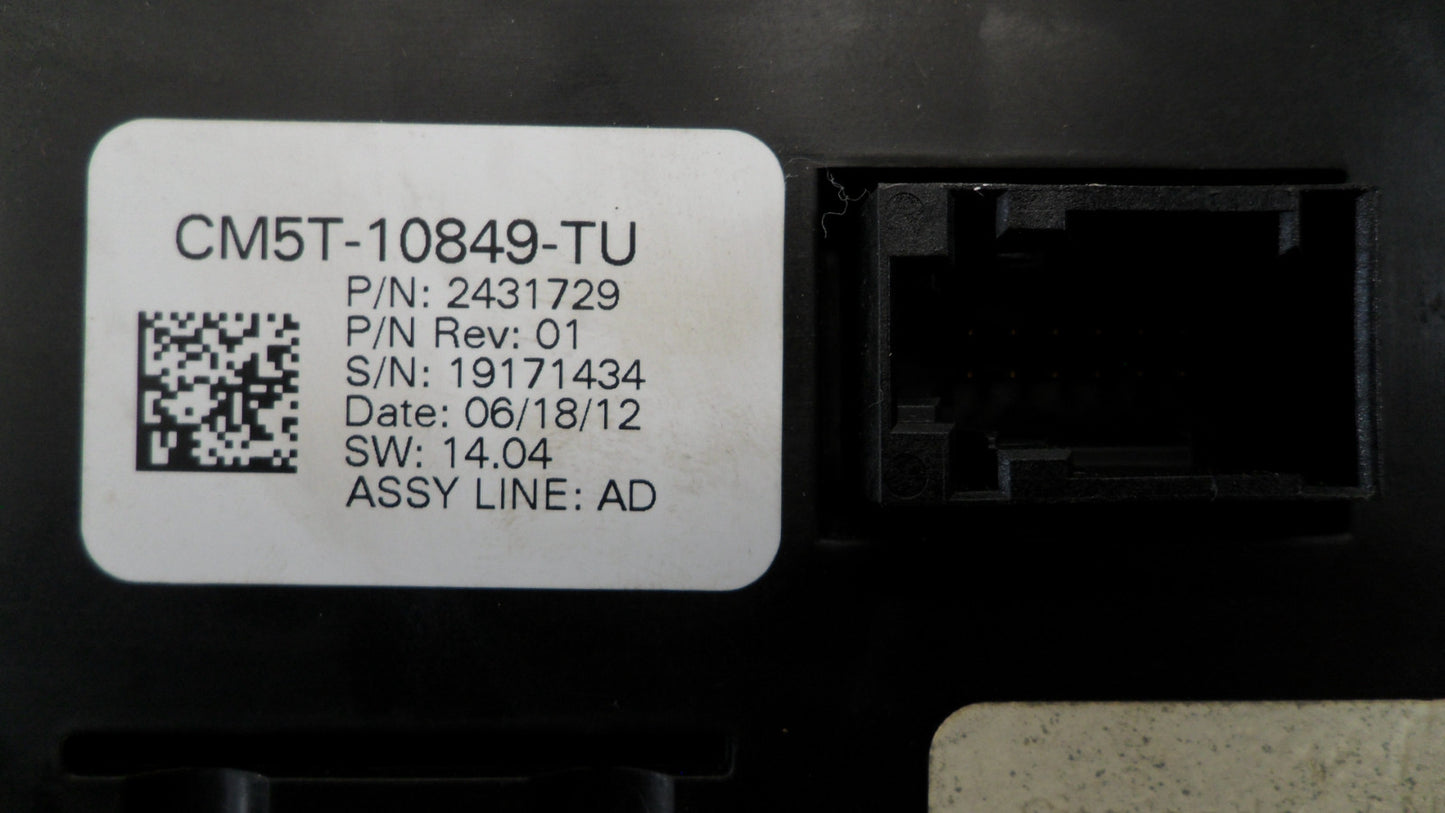 CM5T-10849-TU
P/N: 2431729
P/N Rev: 01
S/N: 19171434
Date: 06/18/12
SW: 14.04
ASSY LINE: AD